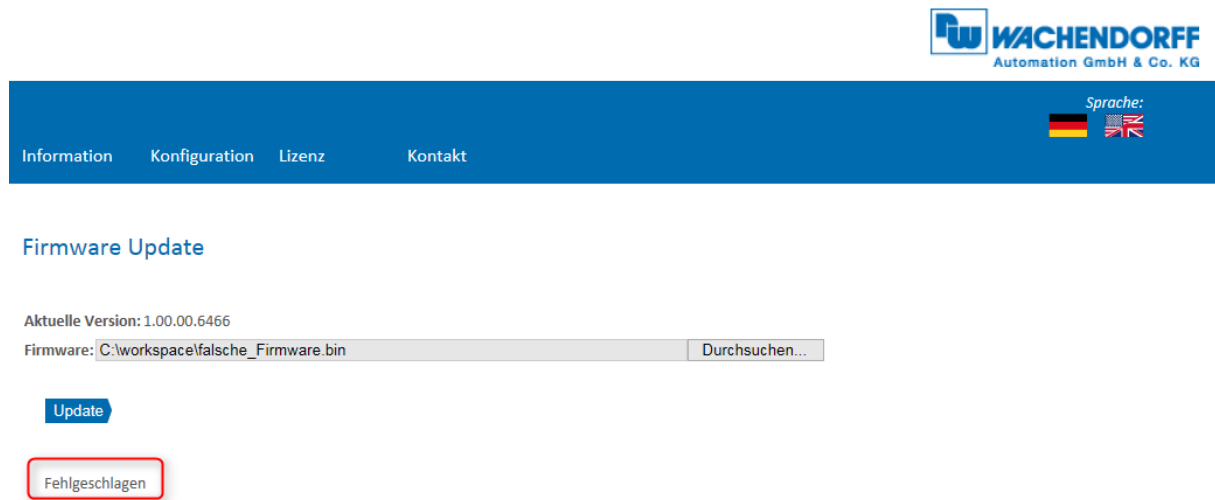 WACHENDORFF
Automation GmbH & Co. KG
Sprache:
Information Konfiguration Lizenz Kontakt
Firmware Update
Aktuelle Version: 1.00.00.6466
Firmware: C:\workspace\falsche_Firmware.bin Durchsuchen...
Update
Fehlgeschlagen